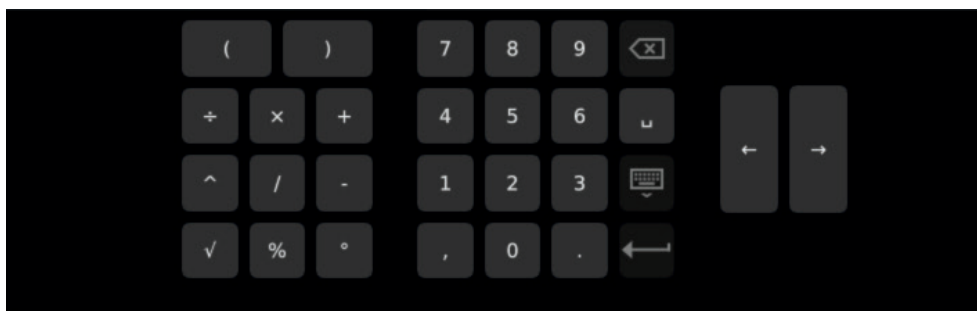 ( ) 7 8 9
÷ × + 4 5 6 ␣
^ / - 1 2 3
← →
√ % ° , 0 .